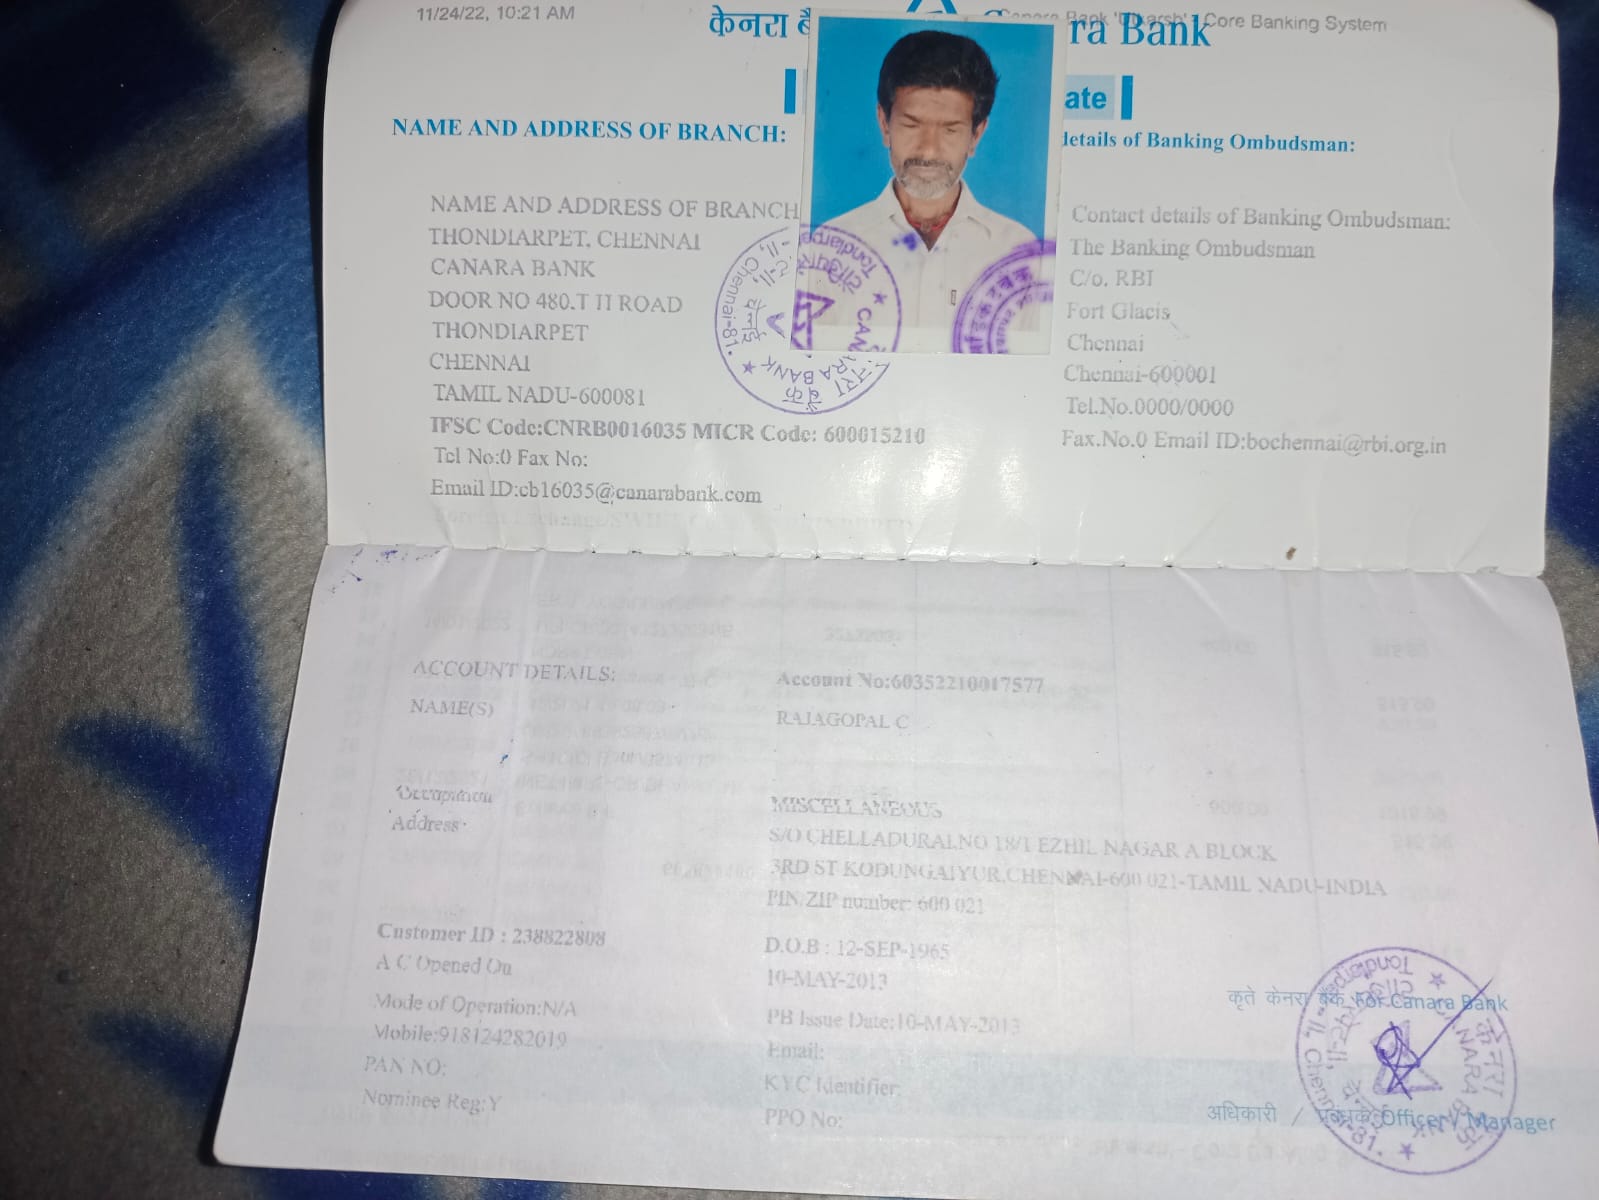 11/24/22, 10:21 AM
Canara Bank 'Utkarsh' - Core Banking System
केनरा बै
ra Bank
ate
NAME AND ADDRESS OF BRANCH:
details of Banking Ombudsman:
NAME AND ADDRESS OF BRANCH
THONDIARPET, CHENNAI
CANARA BANK
DOOR NO 480.T H ROAD
THONDIARPET
CHENNAI
TAMIL NADU-600081
IFSC Code:CNRB0016035 MICR Code: 600015210
Tel No:0 Fax No:
Email ID:cb16035@canarabank.com
Contact details of Banking Ombudsman:
The Banking Ombudsman
C/o. RBI
Fort Glacis
Chennai
Chennai-600001
Tel.No.0000/0000
Fax.No.0 Email ID:bochennai@rbi.org.in
ACCOUNT DETAILS:
Account No:60352210017577
NAME(S)
RAJAGOPAL C
Occupation
MISCELLANEOUS
Address
S/O CHELLADURAI.NO 18/1 EZHIL NAGAR A BLOCK
3RD ST KODUNGAIYUR.CHENNAI-600 021-TAMIL NADU-INDIA
PIN/ZIP number: 600 021
Customer ID : 238822808
D.O.B : 12-SEP-1965
A C Opened On
10-MAY-2013
Mode of Operation:N/A
PB Issue Date:10-MAY-2013
Mobile:918124282019
Email:
PAN NO:
KYC Identifier:
Nominee Reg:Y
PPO No:
कृते केनरा बैंक For Canara Bank
अधिकारी / प्रबंधक Officer / Manager